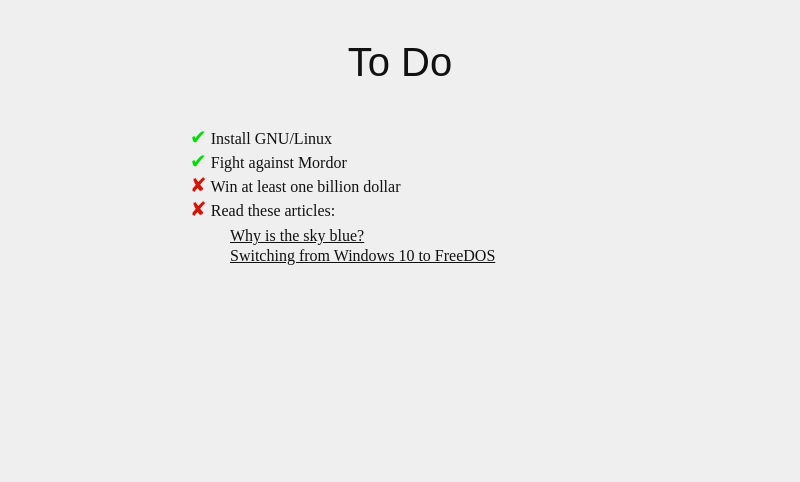 To Do
✔ Install GNU/Linux
✔ Fight against Mordor
✘ Win at least one billion dollar
✘ Read these articles:
Why is the sky blue?
Switching from Windows 10 to FreeDOS